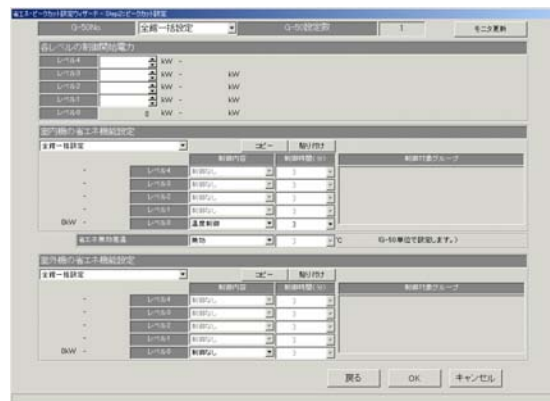 省エネ・ピークカット設定ウィザード - Step2:ピークカット設定
G-50No. 全館一括設定 G-50設定数 1 モニタ更新
各レベルの制御開始電力
レベル4 kW -
レベル3 kW - kW
レベル2 kW - kW
レベル1 kW - kW
レベル0 0 kW - kW
室内機の省エネ機能設定
全館一括設定 コピー 貼り付け
制御内容 制御時間(分) 制御対象グループ
- レベル4 制御なし 3
- レベル3 制御なし 3
- レベル2 制御なし 3
- レベル1 制御なし 3
0kW - レベル0 温度制御 3
省エネ無効差温 無効 3 ℃ (G-50単位で設定します。)
室外機の省エネ機能設定
全館一括設定 コピー 貼り付け
制御内容 制御時間(分) 制御対象グループ
- レベル4 制御なし 3
- レベル3 制御なし 3
- レベル2 制御なし 3
- レベル1 制御なし 3
0kW - レベル0 制御なし 3
戻る OK キャンセル